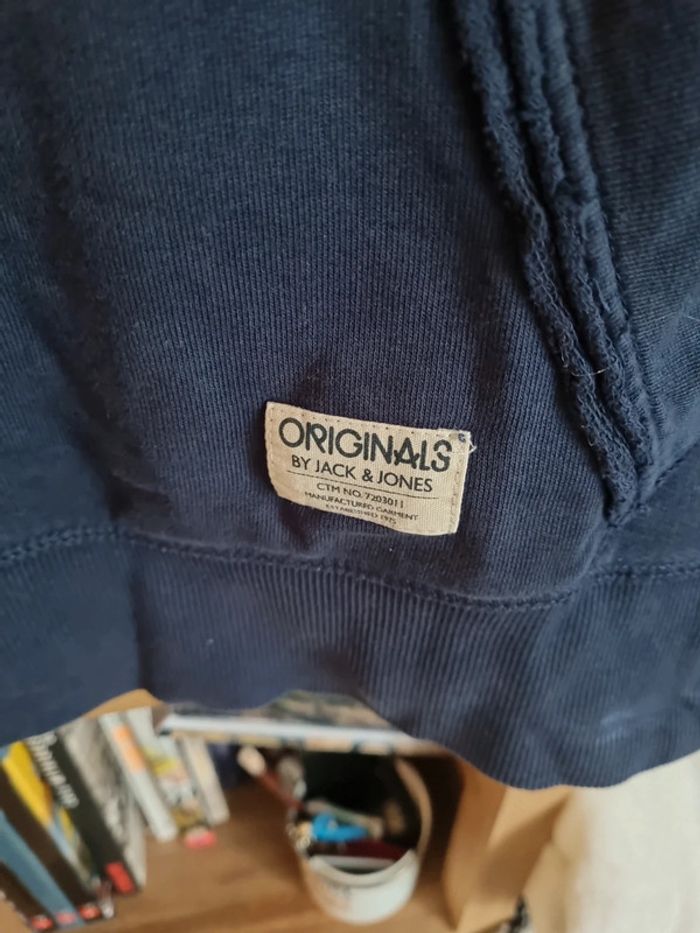 ORIGINALS
BY JACK & JONES
CTM NO. 7203011
MANUFACTURED GARMENT
ESTABLISHED 1975